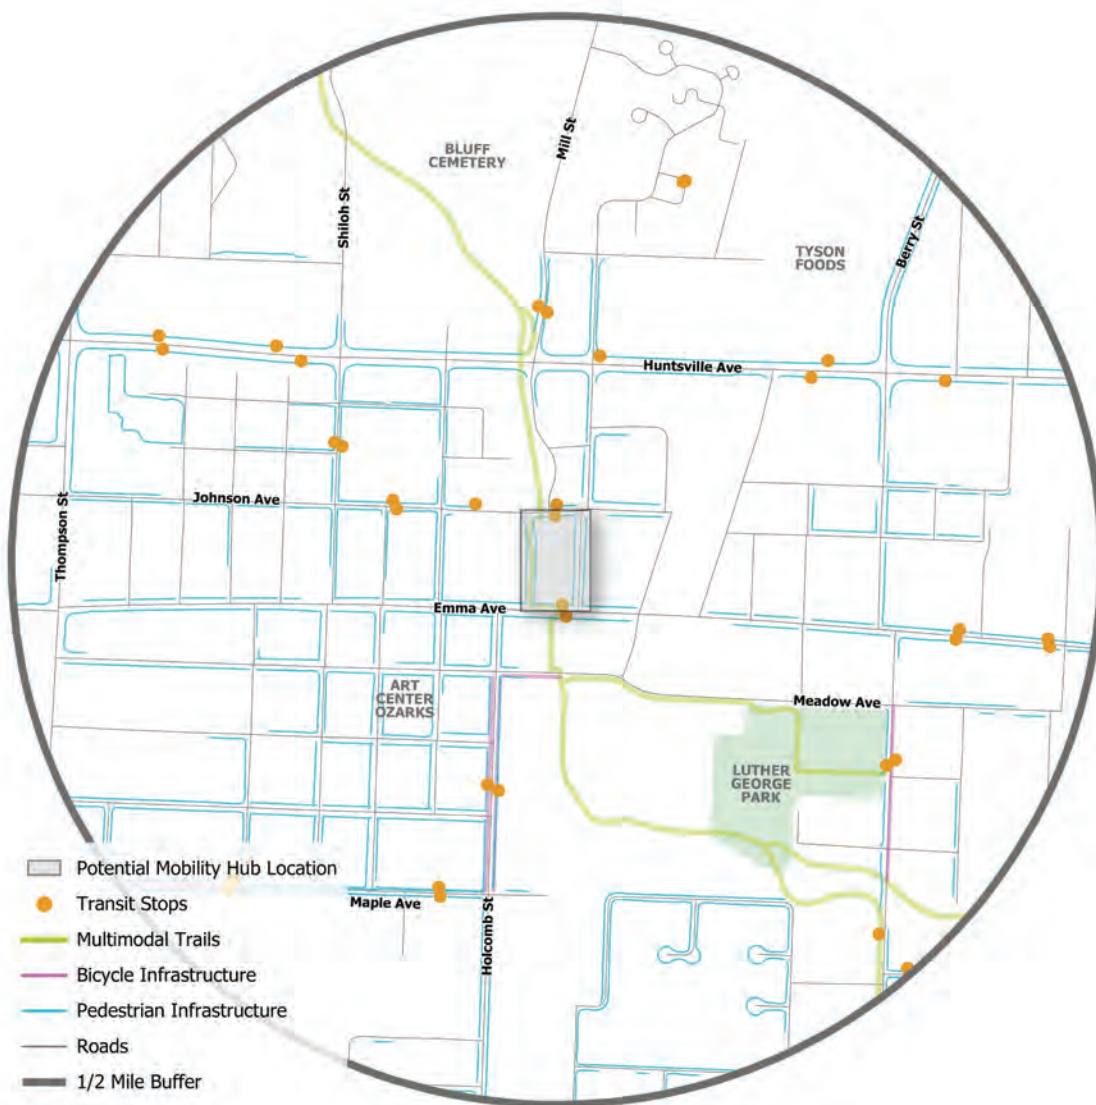 BLUFF
CEMETERY
Mill St
Shiloh St
TYSON
FOODS
Berry St
Huntsville Ave
Johnson Ave
Thompson St
Emma Ave
ART
CENTER
OZARKS
Meadow Ave
LUTHER
GEORGE
PARK
Maple Ave
Holcomb St
Potential Mobility Hub Location
Transit Stops
Multimodal Trails
Bicycle Infrastructure
Pedestrian Infrastructure
Roads
1/2 Mile Buffer